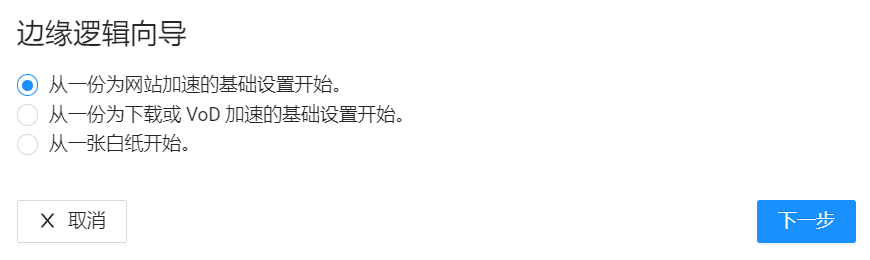 边缘逻辑向导
从一份为网站加速的基础设置开始。
从一份为下载或 VoD 加速的基础设置开始。
从一张白纸开始。
取消
下一步